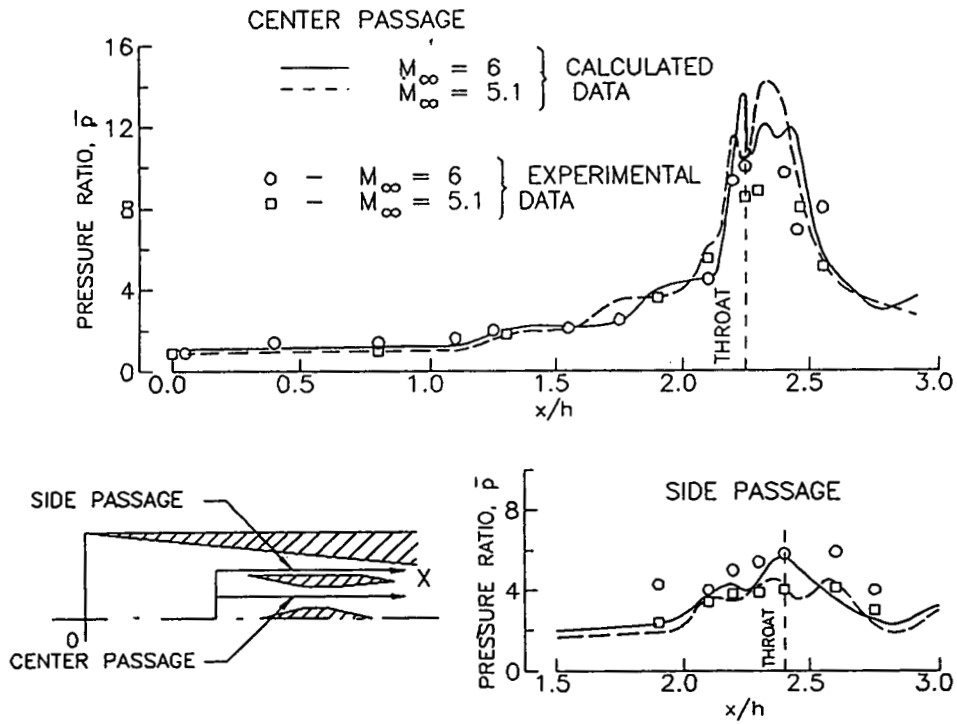 CENTER PASSAGE
16
12
8
4
0
PRESSURE RATIO, p̅
M∞ = 6
M∞ = 5.1
CALCULATED
DATA
○ – M∞ = 6
□ – M∞ = 5.1
EXPERIMENTAL
DATA
THROAT
0.0 0.5 1.0 1.5 2.0 2.5 3.0
x/h
SIDE PASSAGE
X
0
CENTER PASSAGE
SIDE PASSAGE
8
4
0
PRESSURE RATIO, p̅
THROAT
1.5 2.0 2.5 3.0
x/h